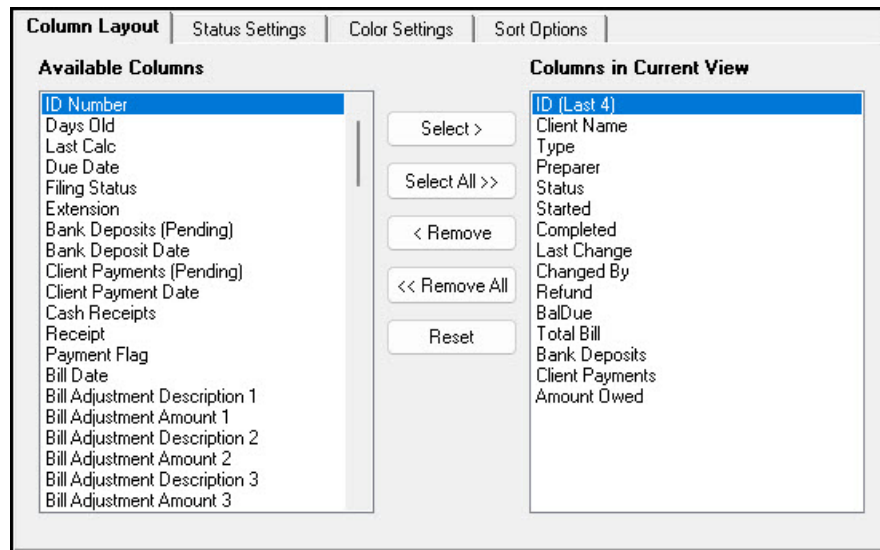 Column Layout
Status Settings
Color Settings
Sort Options
Available Columns
ID Number
Days Old
Last Calc
Due Date
Filing Status
Extension
Bank Deposits (Pending)
Bank Deposit Date
Client Payments (Pending)
Client Payment Date
Cash Receipts
Receipt
Payment Flag
Bill Date
Bill Adjustment Description 1
Bill Adjustment Amount 1
Bill Adjustment Description 2
Bill Adjustment Amount 2
Bill Adjustment Description 3
Bill Adjustment Amount 3
Select >
Select All >>
< Remove
<< Remove All
Reset
Columns in Current View
ID (Last 4)
Client Name
Type
Preparer
Status
Started
Completed
Last Change
Changed By
Refund
BalDue
Total Bill
Bank Deposits
Client Payments
Amount Owed